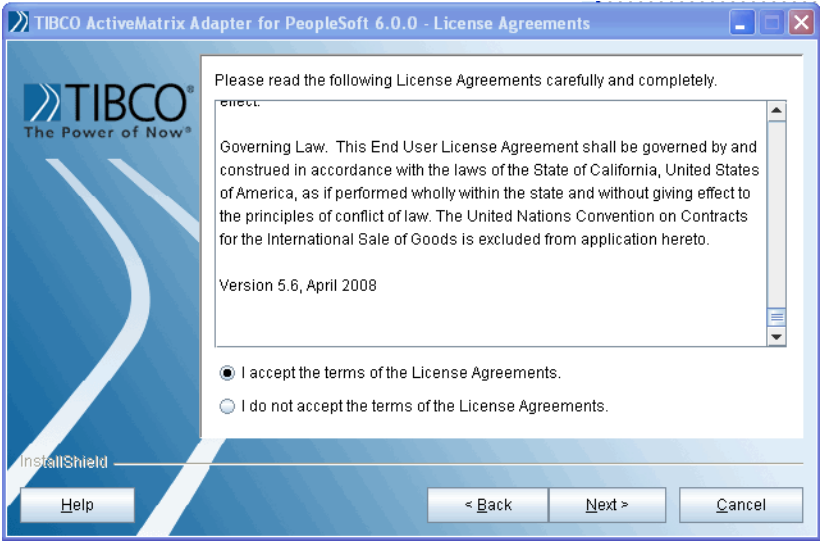 TIBCO ActiveMatrix Adapter for PeopleSoft 6.0.0 - License Agreements
TIBCO®
The Power of Now®
Please read the following License Agreements carefully and completely.
effect.
Governing Law. This End User License Agreement shall be governed by and
construed in accordance with the laws of the State of California, United States
of America, as if performed wholly within the state and without giving effect to
the principles of conflict of law. The United Nations Convention on Contracts
for the International Sale of Goods is excluded from application hereto.
Version 5.6, April 2008
I accept the terms of the License Agreements.
I do not accept the terms of the License Agreements.
InstallShield
Help
< Back
Next >
Cancel